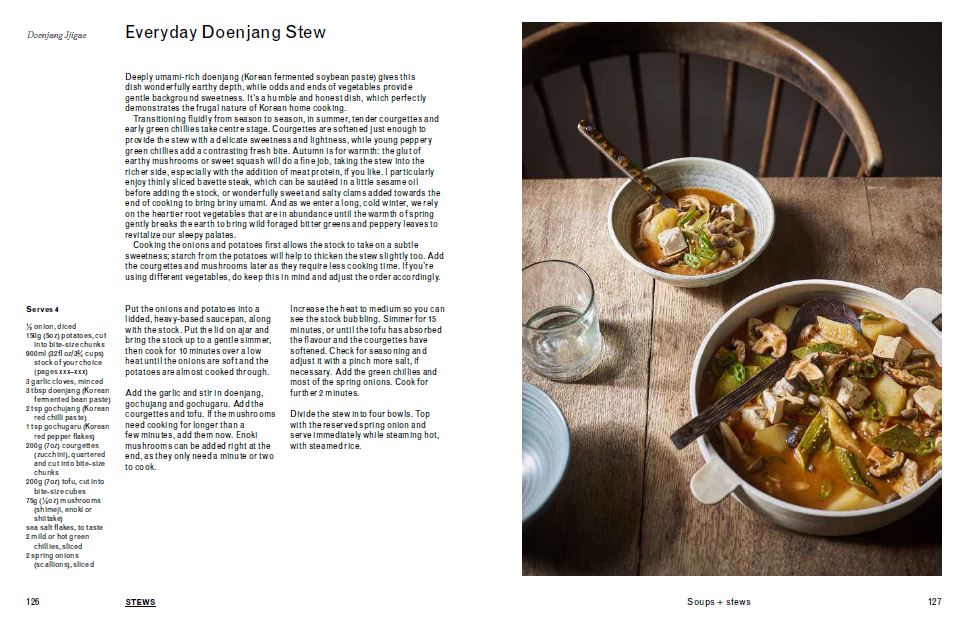 Doenjang Jjigae
Everyday Doenjang Stew
Deeply umami-rich doenjang (Korean fermented soybean paste) gives this
dish wonderfully earthy depth, while odds and ends of vegetables provide
gentle background sweetness. It's a humble and honest dish, which perfectly
demonstrates the frugal nature of Korean home cooking.
Transitioning fluidly from season to season, in summer, tender courgettes and
early green chillies take centre stage. Courgettes are softened just enough to
provide the stew with a delicate sweetness and lightness, while young peppery
green chillies add a contrasting fresh bite. Autumn is for warmth: the glut of
earthy mushrooms or sweet squash will do a fine job, taking the stew into the
richer side, especially with the addition of meat protein, if you like. I particularly
enjoy thinly sliced bavette steak, which can be sautéed in a little sesame oil
before adding the stock, or wonderfully sweet and salty clams added towards the
end of cooking to bring briny umami. And as we enter a long, cold winter, we rely
on the heartier root vegetables that are in abundance until the warmth of spring
gently breaks the earth to bring wild foraged bitter greens and peppery leaves to
revitalize our sleepy palates.
Cooking the onions and potatoes first allows the stock to take on a subtle
sweetness; starch from the potatoes will help to thicken the stew slightly too. Add
the courgettes and mushrooms later as they require less cooking time. If you're
using different vegetables, do keep this in mind and adjust the order accordingly.
Serves 4
½ onion, diced
150g (5oz) potatoes, cut
into bite-size chunks
900ml (32fl oz/3¾ cups)
stock of your choice
(pages xxx–xxx)
3 garlic cloves, minced
3 tbsp doenjang (Korean
fermented bean paste)
2 tsp gochujang (Korean
red chilli paste)
1 tsp gochugaru (Korean
red pepper flakes)
200g (7oz) courgettes
(zucchini), quartered
and cut into bite-size
chunks
200g (7oz) tofu, cut into
bite-size cubes
75g (½oz) mushrooms
(shimeji, enoki or
shiitake)
sea salt flakes, to taste
2 mild or hot green
chillies, sliced
2 spring onions
(scallions), sliced
Put the onions and potatoes into a
lidded, heavy-based saucepan, along
with the stock. Put the lid on ajar and
bring the stock up to a gentle simmer,
then cook for 10 minutes over a low
heat until the onions are soft and the
potatoes are almost cooked through.
Add the garlic and stir in doenjang,
gochujang and gochugaru. Add the
courgettes and tofu. If the mushrooms
need cooking for longer than a
few minutes, add them now. Enoki
mushrooms can be added right at the
end, as they only need a minute or two
to cook.
Increase the heat to medium so you can
see the stock bubbling. Simmer for 15
minutes, or until the tofu has absorbed
the flavour and the courgettes have
softened. Check for seasoning and
adjust it with a pinch more salt, if
necessary. Add the green chillies and
most of the spring onions. Cook for
further 2 minutes.
Divide the stew into four bowls. Top
with the reserved spring onion and
serve immediately while steaming hot,
with steamed rice.
126
STEWS
Soups + stews
127